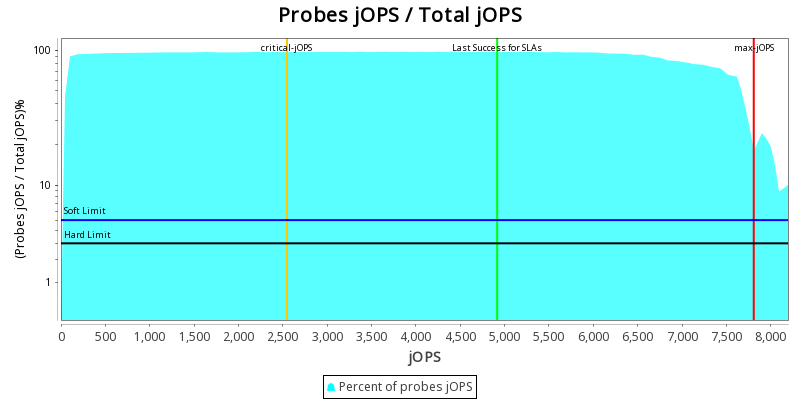 Probes jOPS / Total jOPS
(Probes jOPS / Total jOPS)%
100
10
1
critical-jOPS
Last Success for SLAs
max-jOPS
Soft Limit
Hard Limit
0 500 1,000 1,500 2,000 2,500 3,000 3,500 4,000 4,500 5,000 5,500 6,000 6,500 7,000 7,500 8,000
jOPS
Percent of probes jOPS